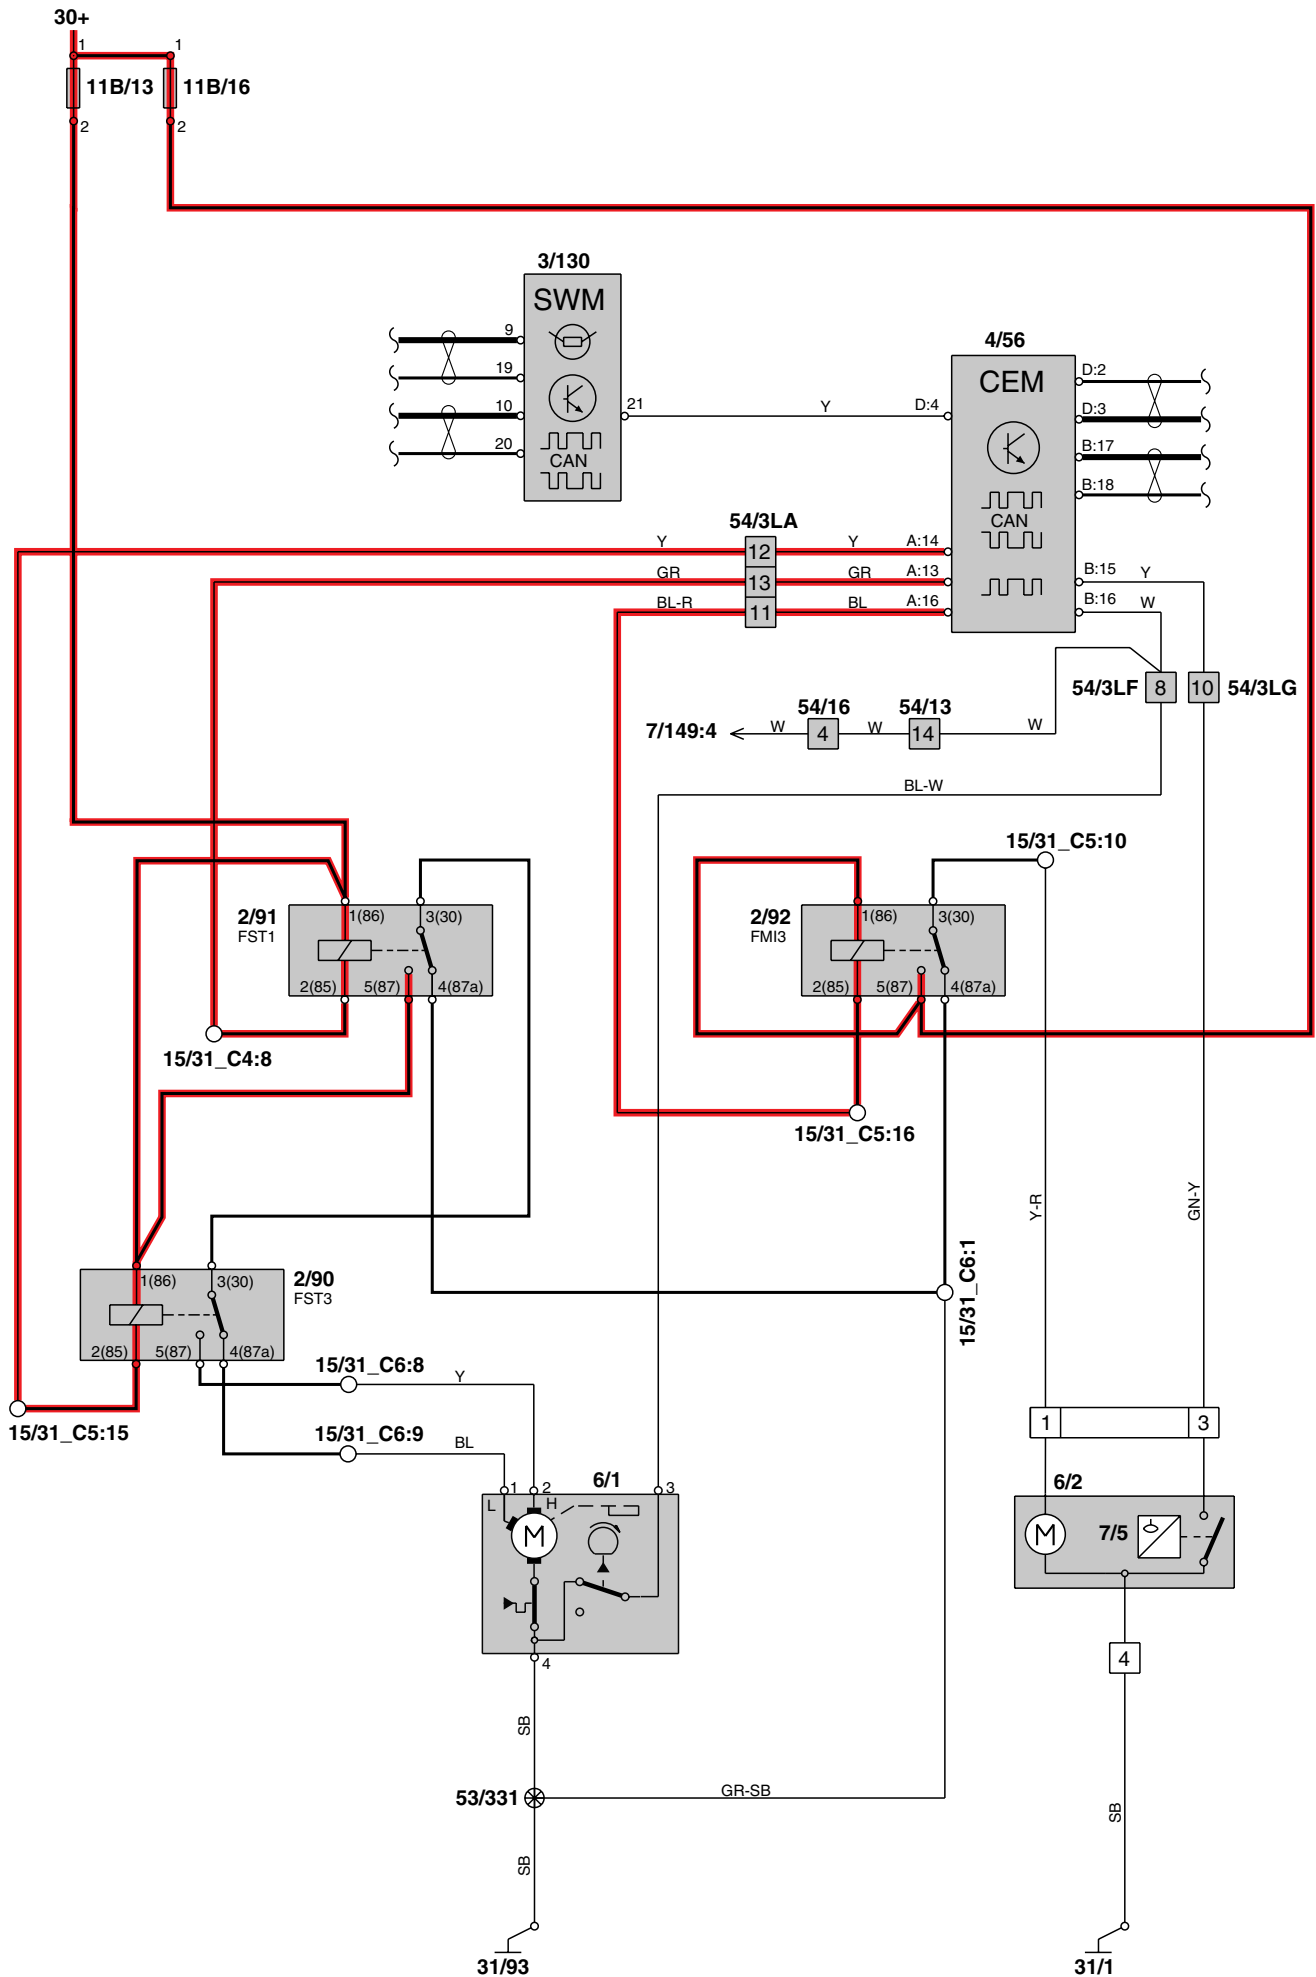 30+
1
1
11B/13
11B/16
2
2
3/130
SWM
9
19
10
20
CAN
21
Y
D:4
4/56
CEM
D:2
D:3
B:17
B:18
CAN
54/3LA
Y
12
Y
A:14
GR
13
GR
A:13
BL-R
11
BL
A:16
B:15
Y
B:16
W
54/3LF
8
10
54/3LG
7/149:4
W
54/16
4
W
54/13
14
W
BL-W
15/31_C5:10
2/91
FST1
1(86)
3(30)
2(85)
5(87)
4(87a)
2/92
FMI3
1(86)
3(30)
2(85)
5(87)
4(87a)
15/31_C4:8
15/31_C5:16
Y-R
GN-Y
15/31_C6:1
1(86)
3(30)
2/90
FST3
2(85)
5(87)
4(87a)
15/31_C6:8
Y
15/31_C5:15
15/31_C6:9
BL
1
3
6/1
1
2
3
L
H
M
4
6/2
M
7/5
4
SB
53/331
GR-SB
SB
SB
31/93
31/1